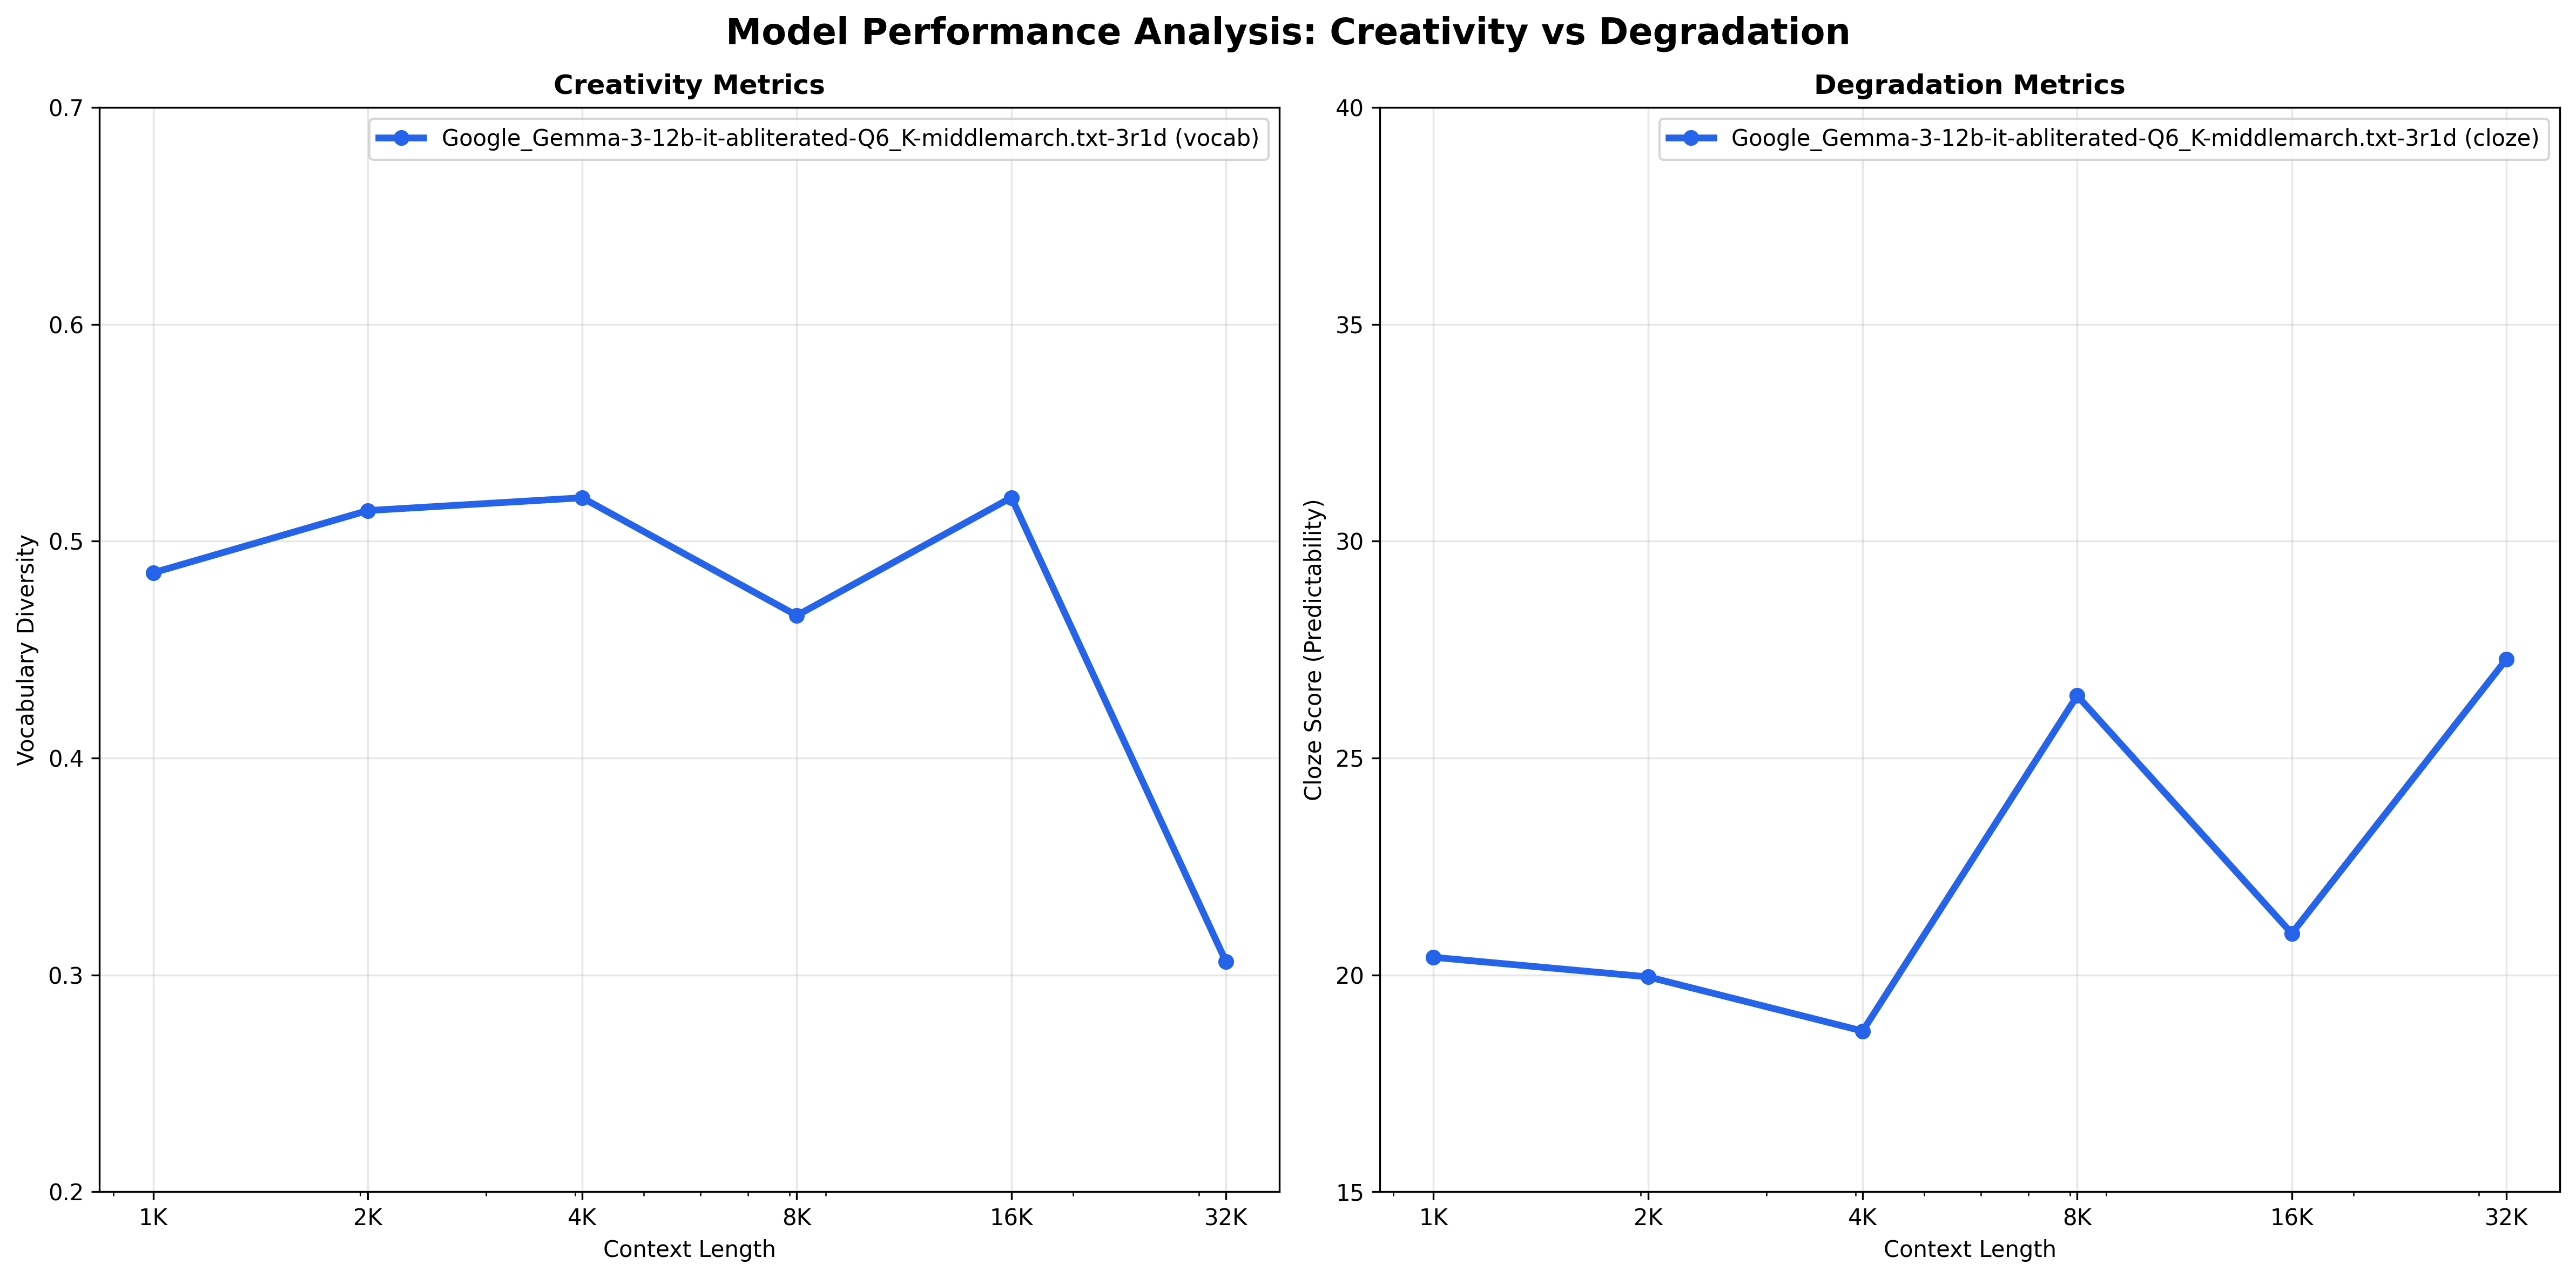 Model Performance Analysis: Creativity vs Degradation
Creativity Metrics
Google_Gemma-3-12b-it-abliterated-Q6_K-middlemarch.txt-3r1d (vocab)
Vocabulary Diversity
0.7
0.6
0.5
0.4
0.3
0.2
1K 2K 4K 8K 16K 32K
Context Length
Degradation Metrics
Google_Gemma-3-12b-it-abliterated-Q6_K-middlemarch.txt-3r1d (cloze)
Cloze Score (Predictability)
40
35
30
25
20
15
1K 2K 4K 8K 16K 32K
Context Length